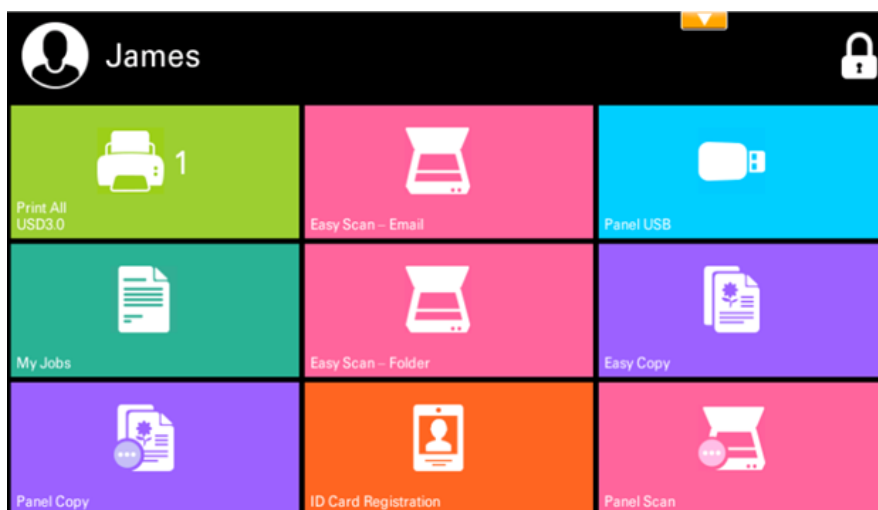 James
1
Print All
USD3.0
Easy Scan – Email
Panel USB
My Jobs
Easy Scan – Folder
Easy Copy
Panel Copy
ID Card Registration
Panel Scan